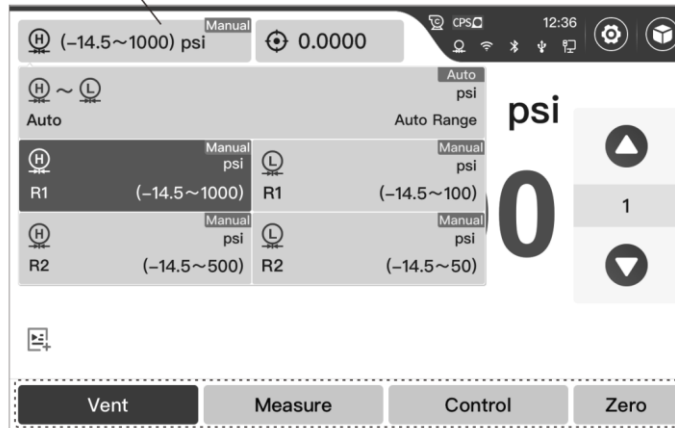 Manual
(−14.5~1000) psi
0.0000
CPS
12:36
H ~ L
Auto
psi
Auto
Auto Range
psi
H
Manual
psi
R1
(−14.5~1000)
L
Manual
psi
R1
(−14.5~100)
H
Manual
psi
R2
(−14.5~500)
L
Manual
psi
R2
(−14.5~50)
0
1
Vent
Measure
Control
Zero